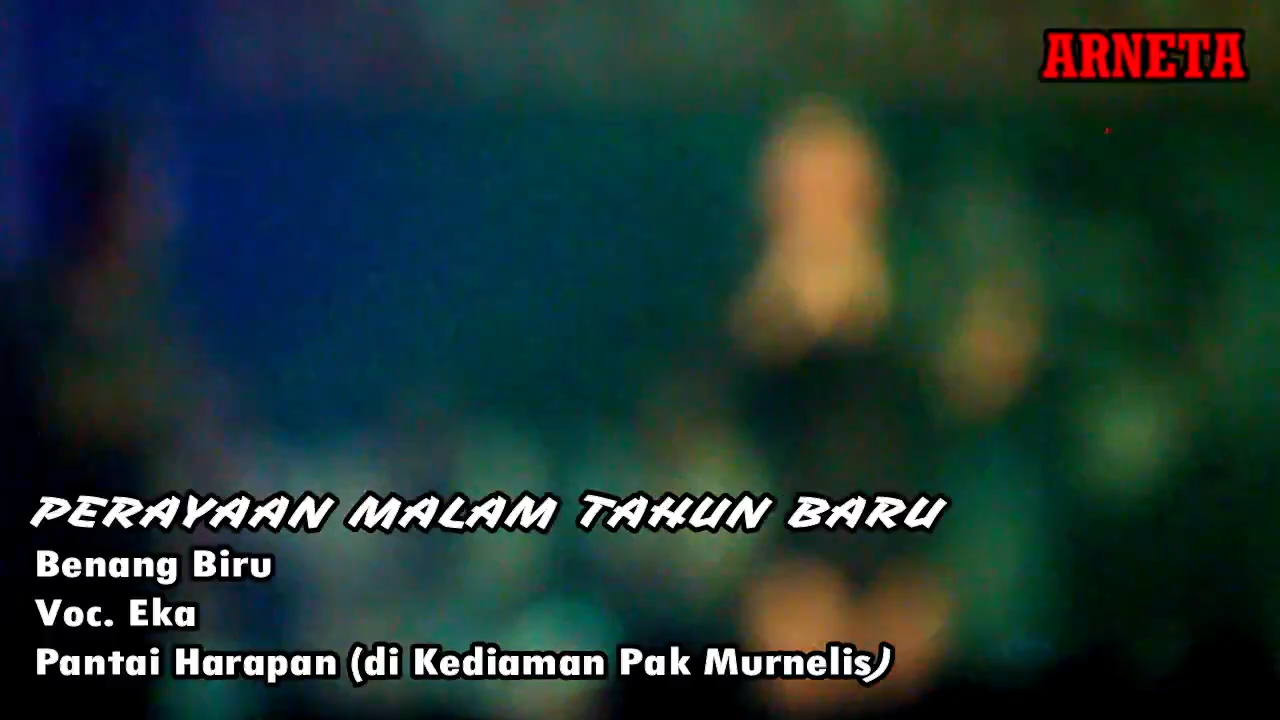 ARNETA
PERAYAAN MALAM TAHUN BARU
Benang Biru
Voc. Eka
Pantai Harapan (di Kediaman Pak Murnelis)